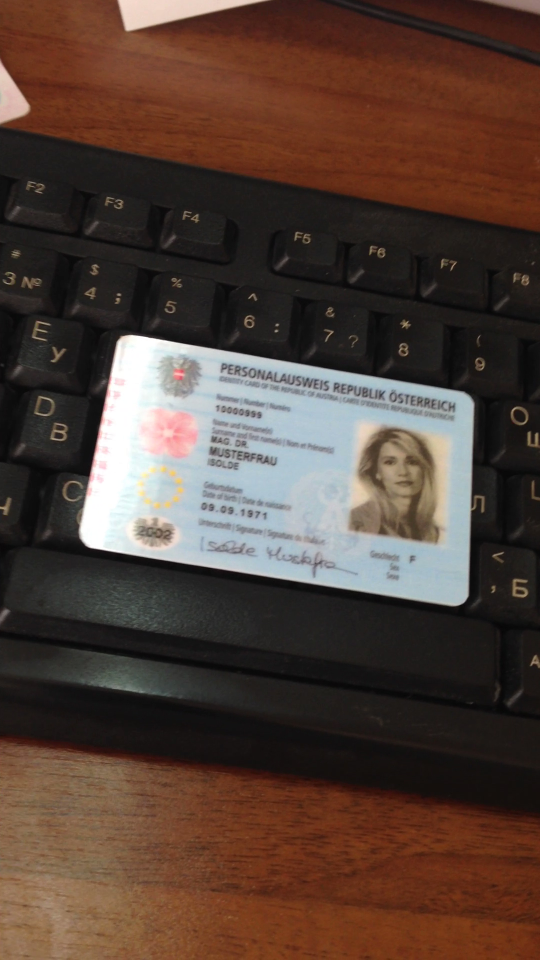 F2 F3 F4 F5 F6 F7 F8
# $ % ^ & * (
3 № 4 ; 5 6 : 7 ? 8 9
E У
D В
C
О Ш
Л
< , Б
PERSONALAUSWEIS REPUBLIK ÖSTERREICH
IDENTITY CARD OF THE REPUBLIC OF AUSTRIA | CARTE D'IDENTITÉ RÉPUBLIQUE D'AUTRICHE
Nummer | Number | Numéro
10000999
Name und Vorname(n)
Surname and first name(s) | Nom et Prénom(s)
MAG. DR.
MUSTERFRAU
ISOLDE
Geburtsdatum
Date of birth | Date de naissance
09.09.1971
Unterschrift | Signature | Signature du titulaire
Isolde Musterfrau
Geschlecht F
Sex
Sexe
2002